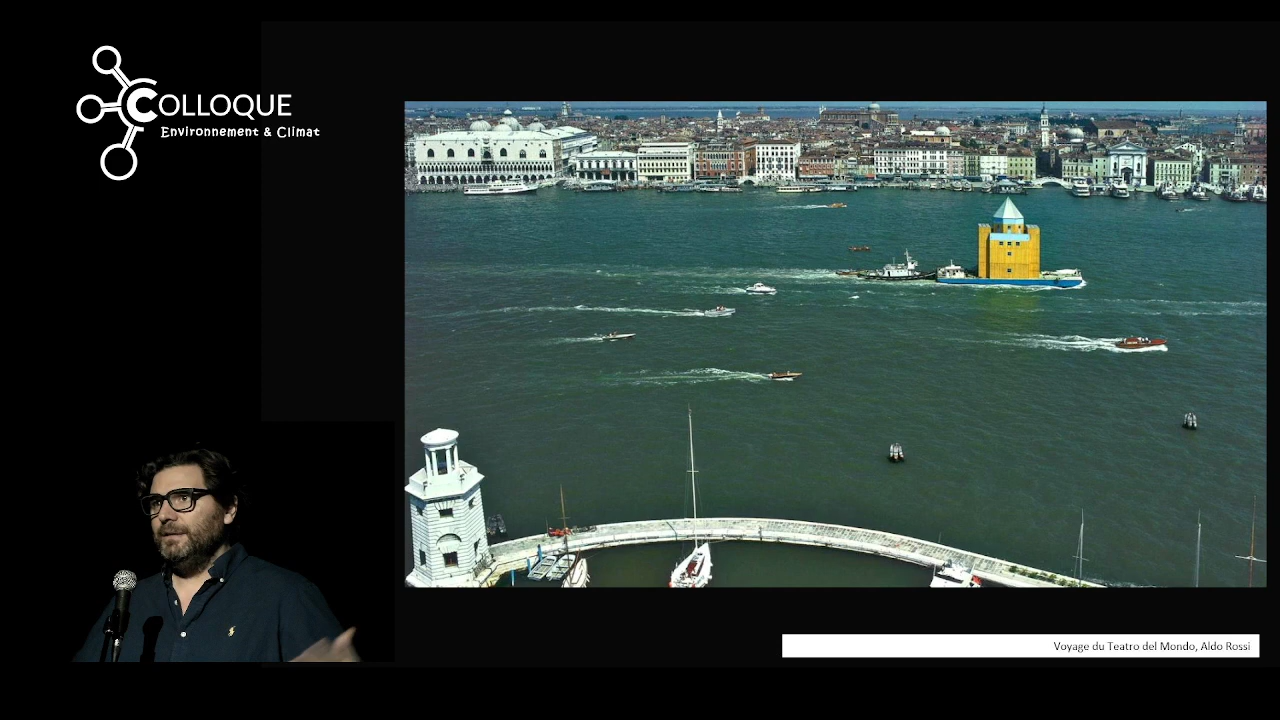 COLLOQUE
Environnement & Climat
Voyage du Teatro del Mondo, Aldo Rossi